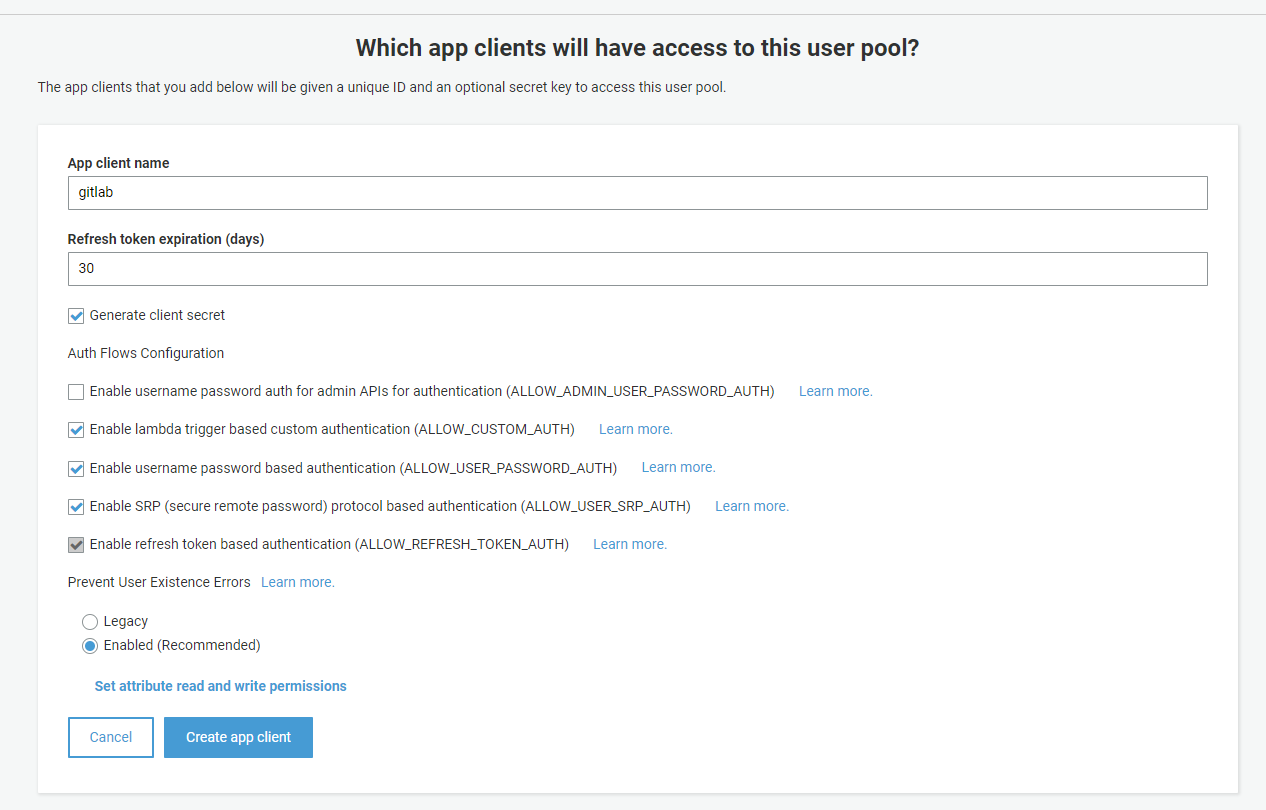 Which app clients will have access to this user pool?
The app clients that you add below will be given a unique ID and an optional secret key to access this user pool.
App client name
gitlab
Refresh token expiration (days)
30
Generate client secret
Auth Flows Configuration
Enable username password auth for admin APIs for authentication (ALLOW_ADMIN_USER_PASSWORD_AUTH) Learn more.
Enable lambda trigger based custom authentication (ALLOW_CUSTOM_AUTH) Learn more.
Enable username password based authentication (ALLOW_USER_PASSWORD_AUTH) Learn more.
Enable SRP (secure remote password) protocol based authentication (ALLOW_USER_SRP_AUTH) Learn more.
Enable refresh token based authentication (ALLOW_REFRESH_TOKEN_AUTH) Learn more.
Prevent User Existence Errors Learn more.
Legacy
Enabled (Recommended)
Set attribute read and write permissions
Cancel Create app client